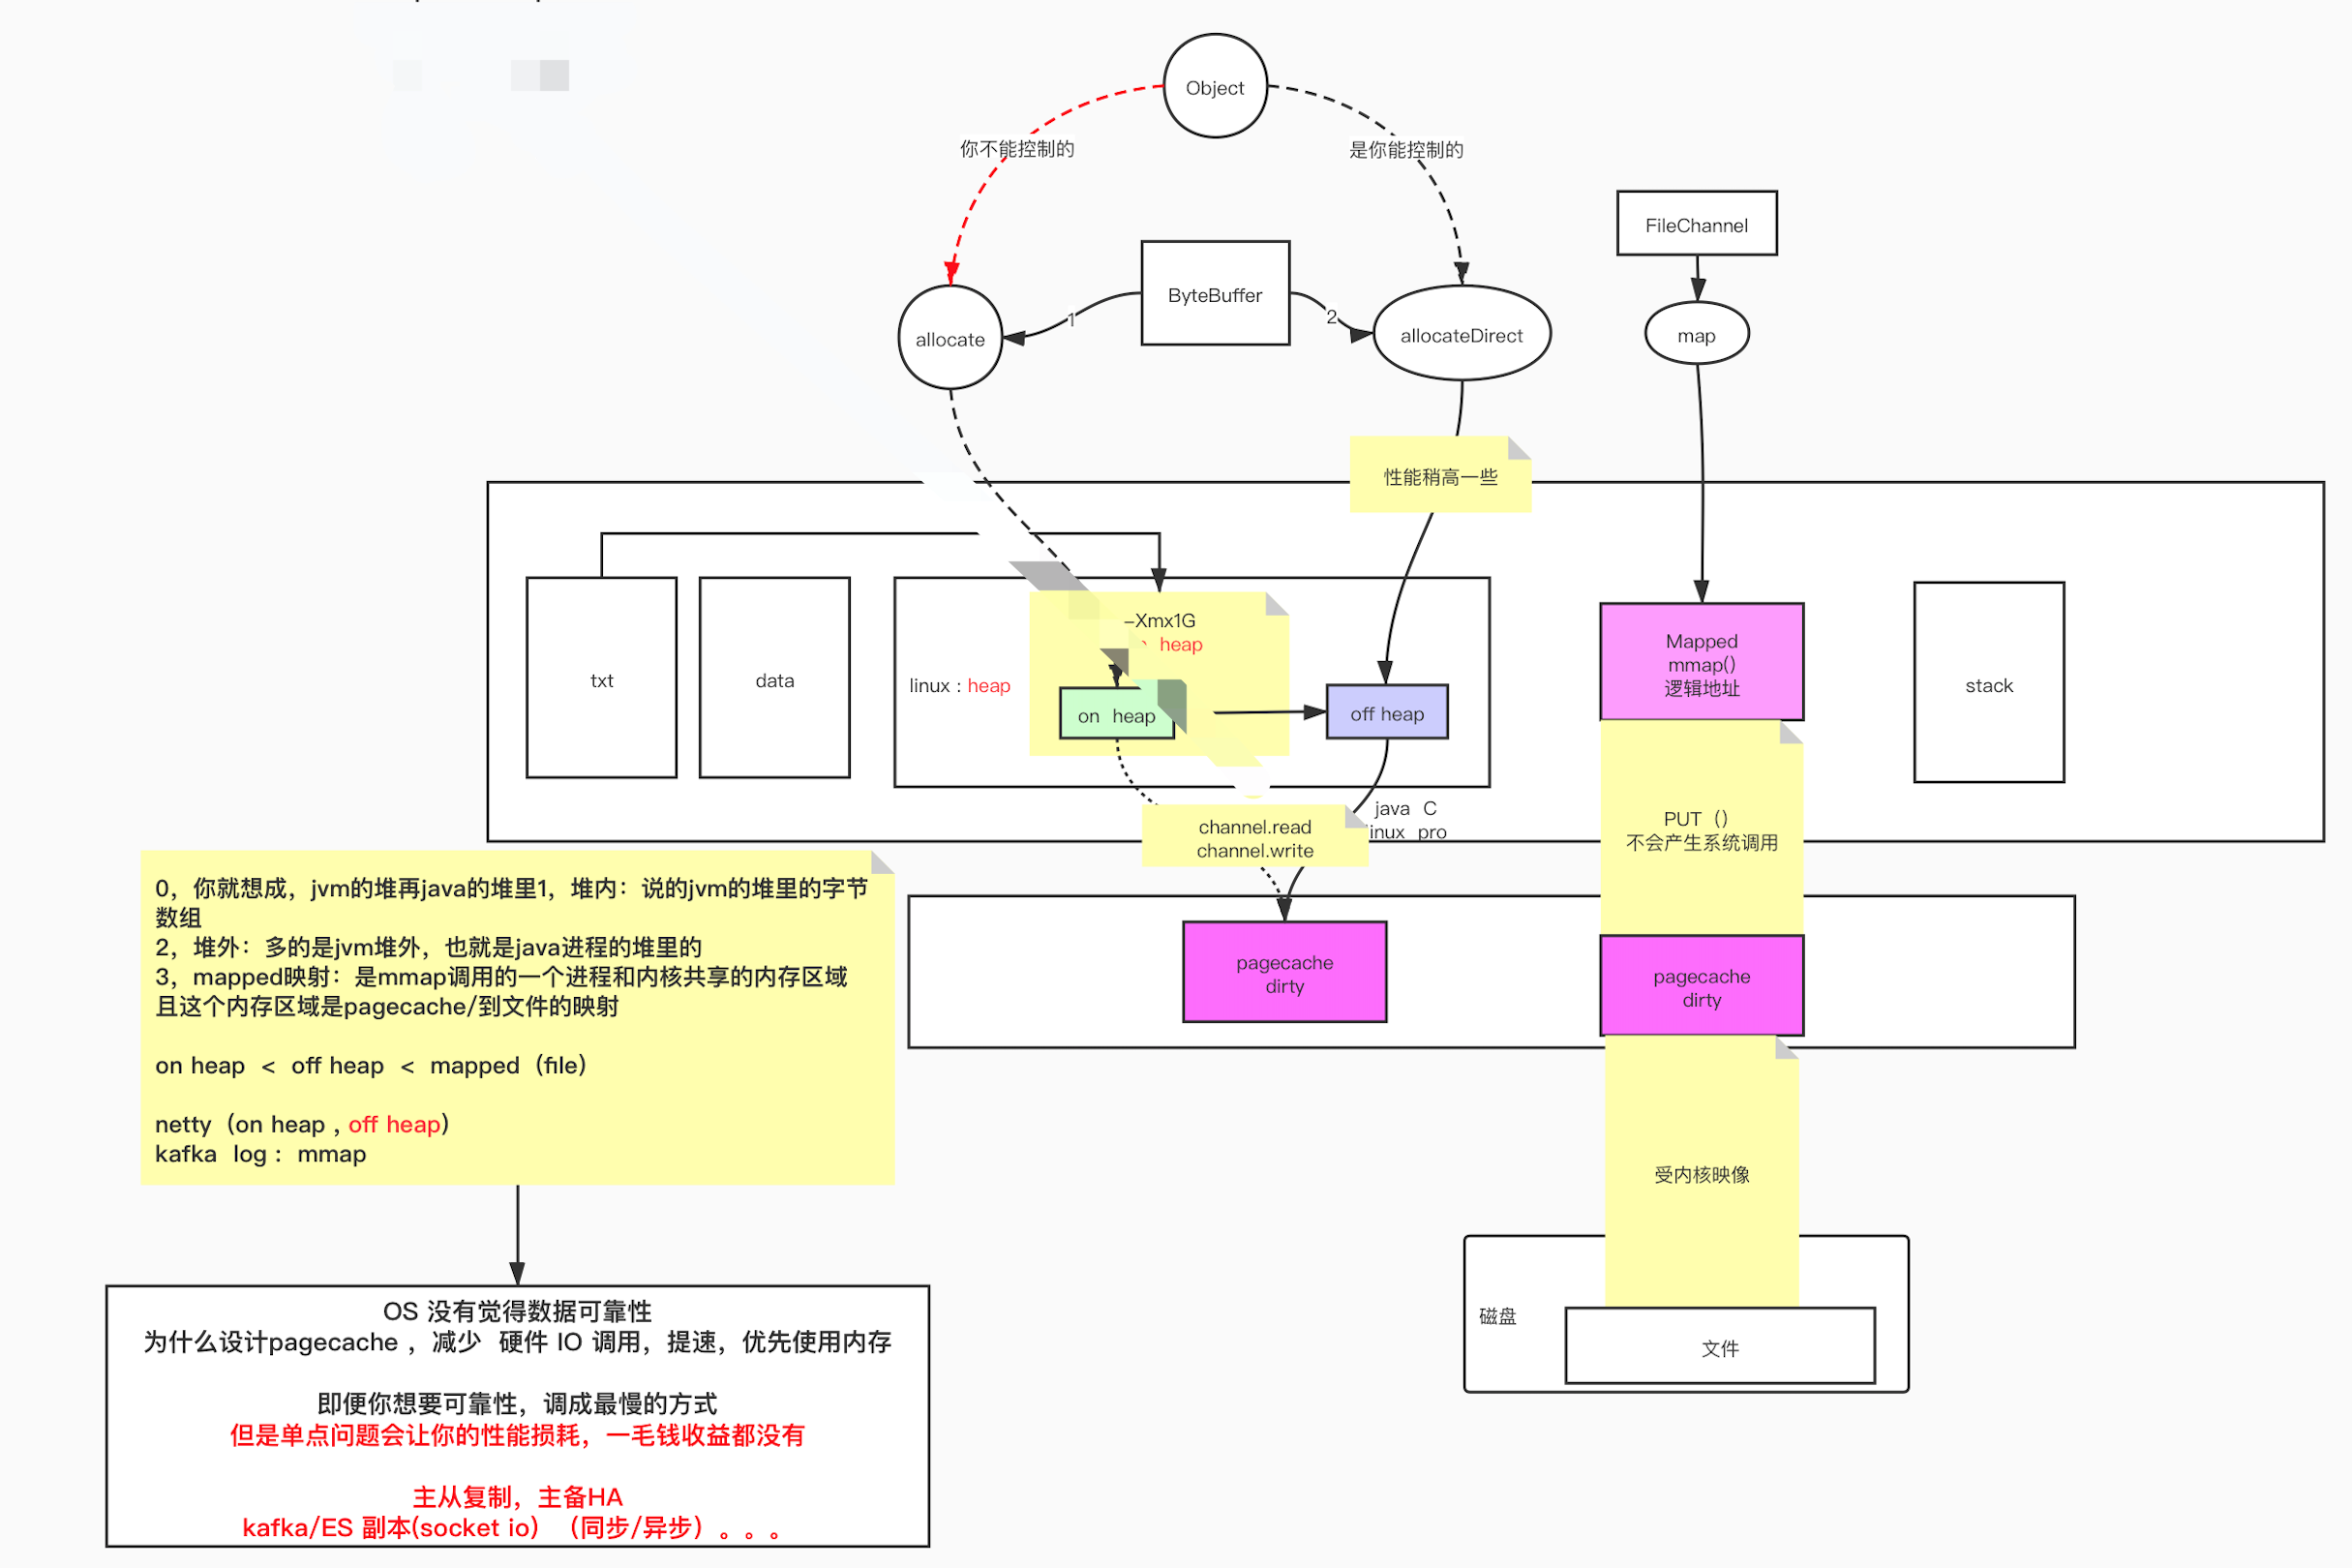 Object
你不能控制的
是你能控制的
FileChannel
ByteBuffer
1
2
allocate
allocateDirect
map
性能稍高一些
txt
data
linux : heap
-Xmx1G
heap
on heap
off heap
Mapped
mmap()
逻辑地址
stack
java C
pro
channel.read
channel.write
PUT（）
不会产生系统调用
pagecache
dirty
pagecache
dirty
受内核映像
磁盘
文件
0，你就想成，jvm的堆再java的堆里1，堆内：说的jvm的堆里的字节
数组
2，堆外：多的是jvm堆外，也就是java进程的堆里的
3，mapped映射：是mmap调用的一个进程和内核共享的内存区域
且这个内存区域是pagecache/到文件的映射
on heap < off heap < mapped（file）
netty（on heap , off heap）
kafka log： mmap
OS 没有觉得数据可靠性
为什么设计pagecache ，减少 硬件 IO 调用，提速，优先使用内存
即便你想要可靠性，调成最慢的方式
但是单点问题会让你的性能损耗，一毛钱收益都没有
主从复制，主备HA
kafka/ES 副本(socket io) （同步/异步）。。。